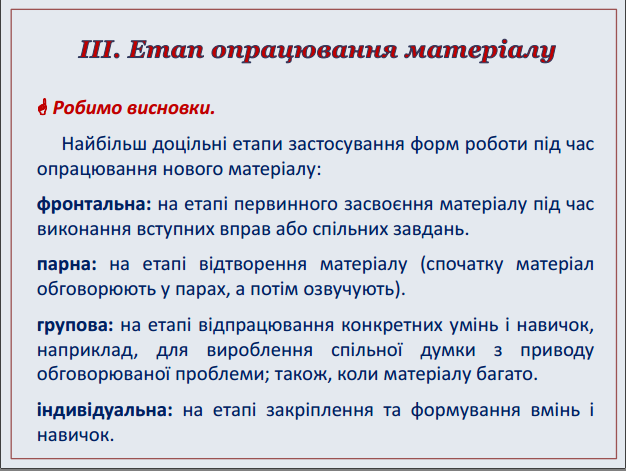 III. Етап опрацювання матеріалу
Робимо висновки.
Найбільш доцільні етапи застосування форм роботи під час
опрацювання нового матеріалу:
фронтальна: на етапі первинного засвоєння матеріалу під час
виконання вступних вправ або спільних завдань.
парна: на етапі відтворення матеріалу (спочатку матеріал
обговорюють у парах, а потім озвучують).
групова: на етапі відпрацювання конкретних умінь і навичок,
наприклад, для вироблення спільної думки з приводу
обговорюваної проблеми; також, коли матеріалу багато.
індивідуальна: на етапі закріплення та формування вмінь і
навичок.